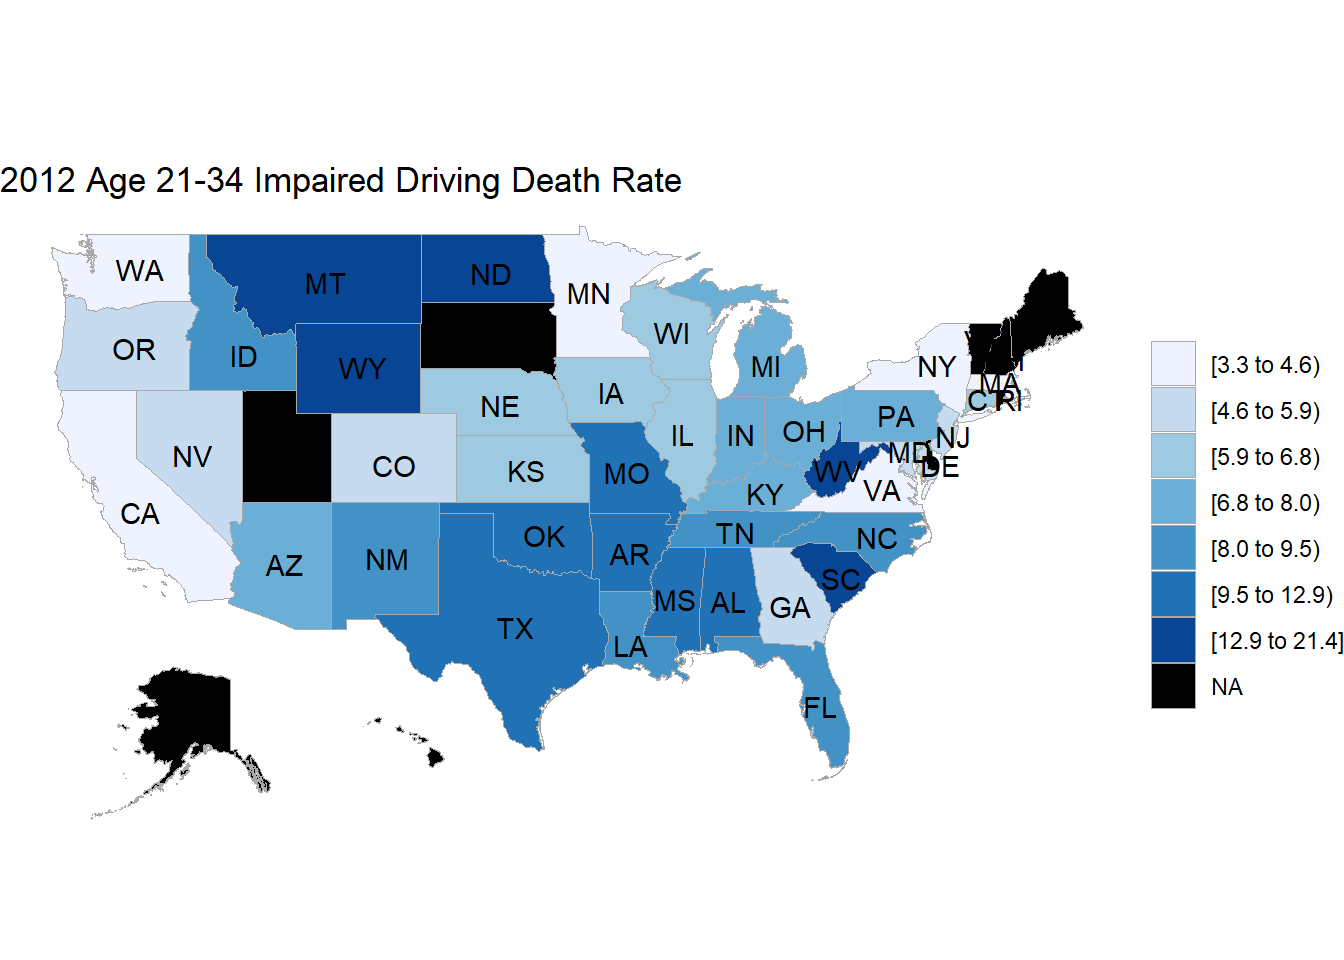 2012 Age 21-34 Impaired Driving Death Rate
WA
MT
ND
MN
OR
ID
WY
WI
MI
NY
MA
NE
IA
CT
RI
NV
CO
KS
IL
IN
OH
PA
NJ
MD
DE
CA
MO
KY
WV
VA
AZ
NM
OK
AR
TN
NC
TX
LA
MS
AL
GA
SC
FL
[3.3 to 4.6)
[4.6 to 5.9)
[5.9 to 6.8)
[6.8 to 8.0)
[8.0 to 9.5)
[9.5 to 12.9)
[12.9 to 21.4]
NA